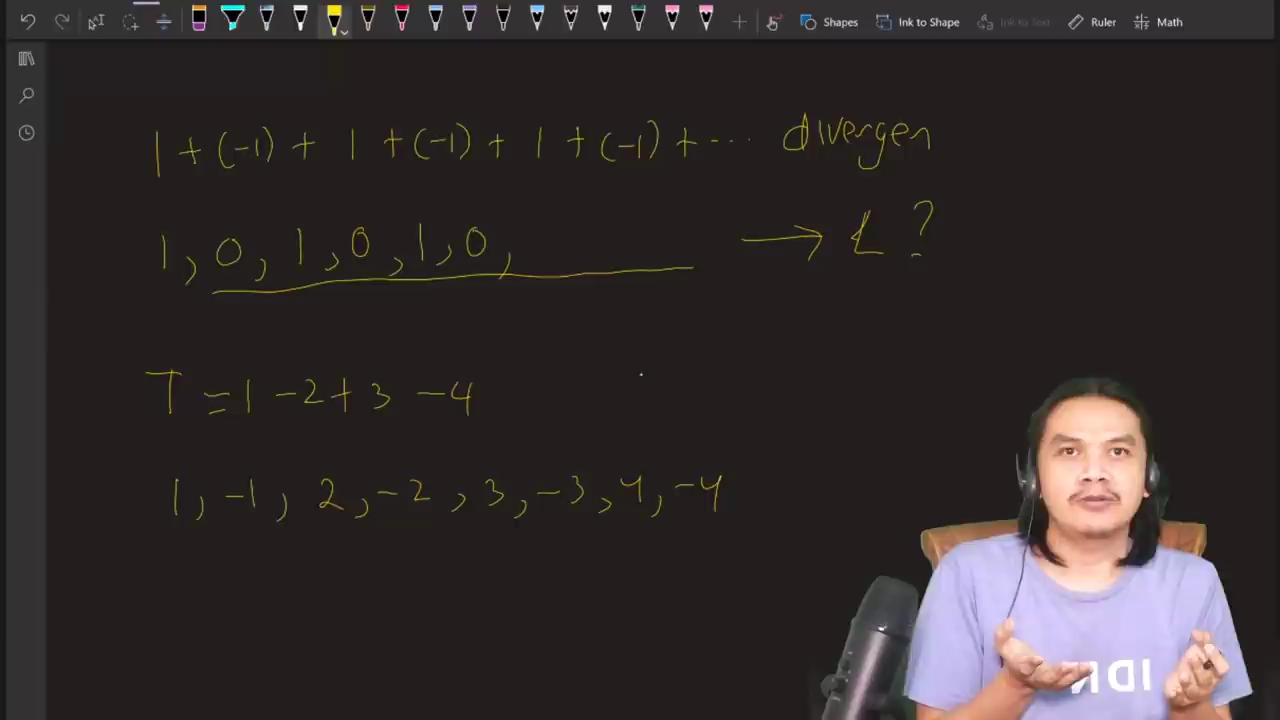 Shapes Ink to Shape Ink to Text Ruler Math
1 + (-1) + 1 + (-1) + 1 + (-1) + ... divergen
1, 0, 1, 0, 1, 0, → L ?
T = 1 - 2 + 3 - 4
1, -1, 2, -2, 3, -3, 4, -4